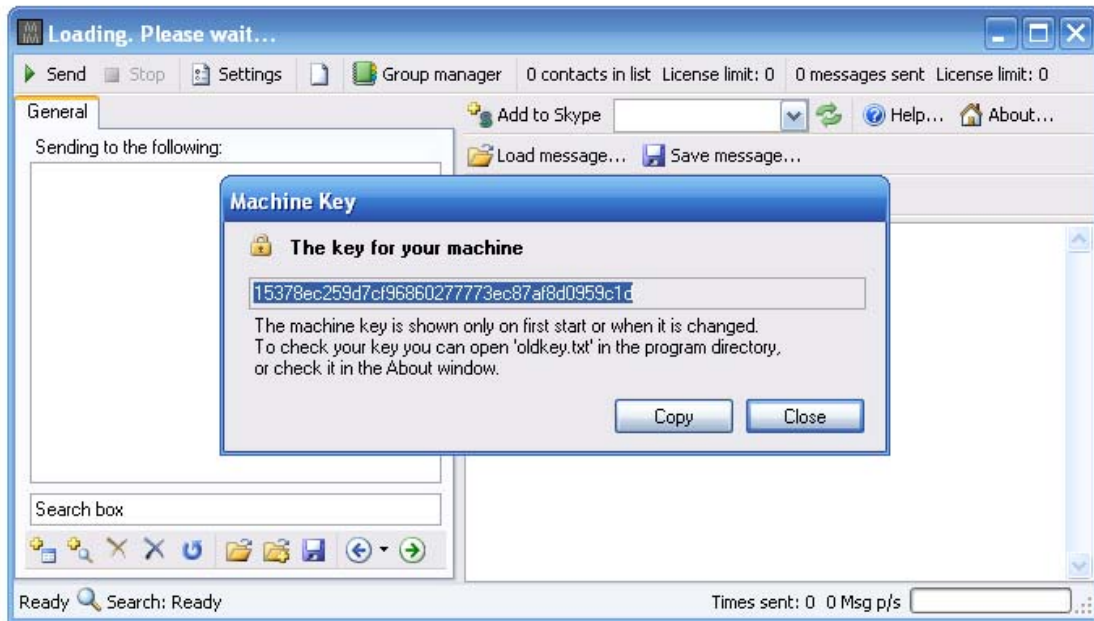 Loading. Please wait...
Send Stop Settings Group manager 0 contacts in list License limit: 0 0 messages sent License limit: 0
General
Add to Skype Help... About...
Sending to the following:
Load message... Save message...
Machine Key
The key for your machine
15378ec259d7cf96860277773ec87af8d0959c1d
The machine key is shown only on first start or when it is changed.
To check your key you can open 'oldkey.txt' in the program directory,
or check it in the About window.
Copy Close
Search box
Ready Search: Ready Times sent: 0 0 Msg p/s